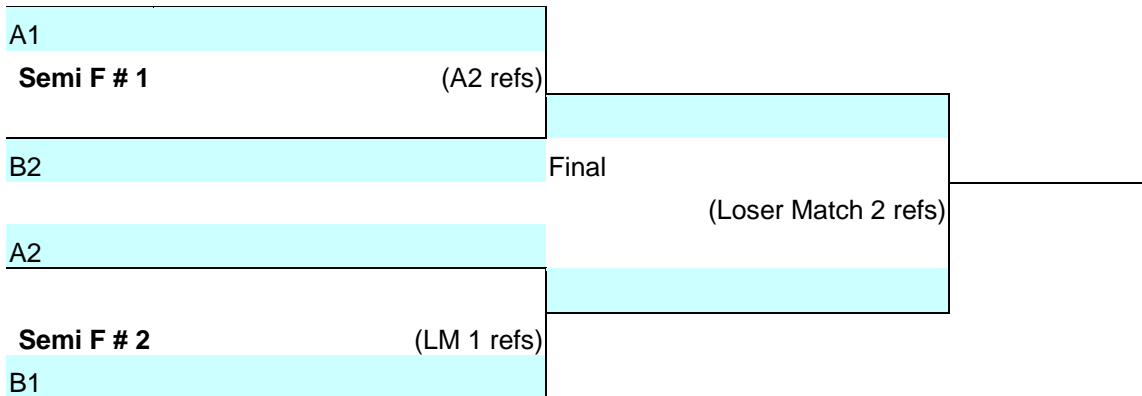 A1
Semi F # 1 (A2 refs)
B2 Final
(Loser Match 2 refs)
A2
Semi F # 2 (LM 1 refs)
B1